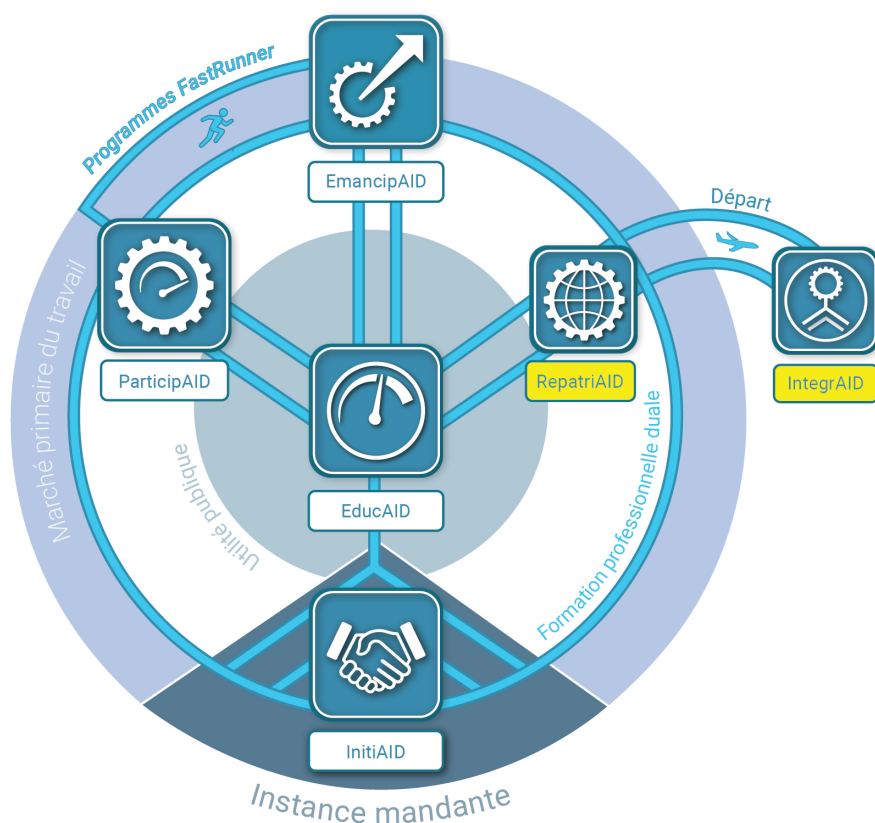 Programmes FastRunner
EmancipAID
Départ
Marché primaire du travail
ParticipAID
RepatriAID
IntegrAID
Utilité publique
EducAID
Formation professionnelle duale
InitiAID
Instance mandante